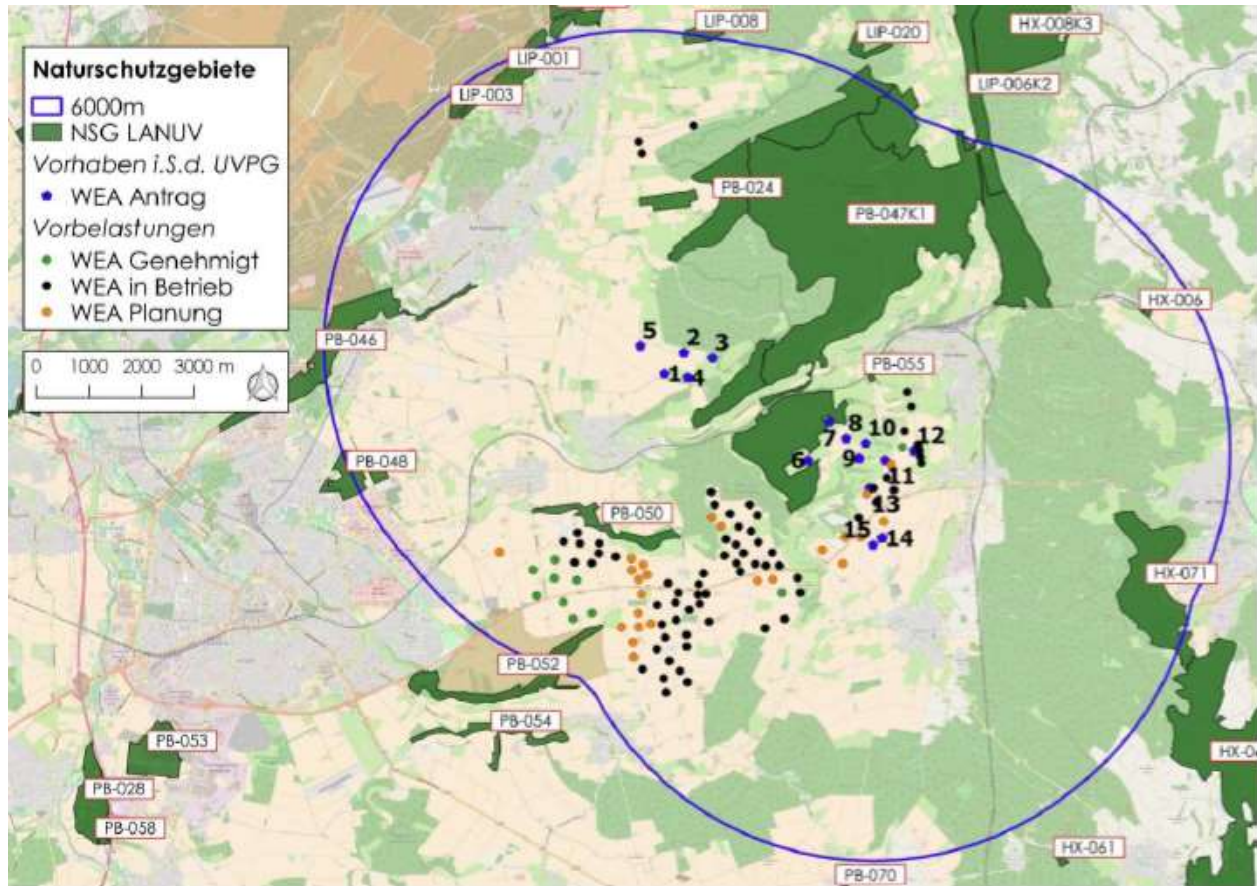 Naturschutzgebiete
6000m
NSG LANUV
Vorhaben i.S.d. UVPG
WEA Antrag
Vorbelastungen
WEA Genehmigt
WEA in Betrieb
WEA Planung
0 1000 2000 3000 m
LIP-008
HX-008K3
LIP-020
LIP-001
LIP-006K2
LIP-003
PB-024
PB-047K1
HX-006
PB-046
5
2
3
1
4
PB-055
8
10
12
7
6
9
11
PB-048
13
PB-050
15
14
HX-071
PB-052
PB-054
PB-053
PB-028
PB-058
HX-061
PB-070